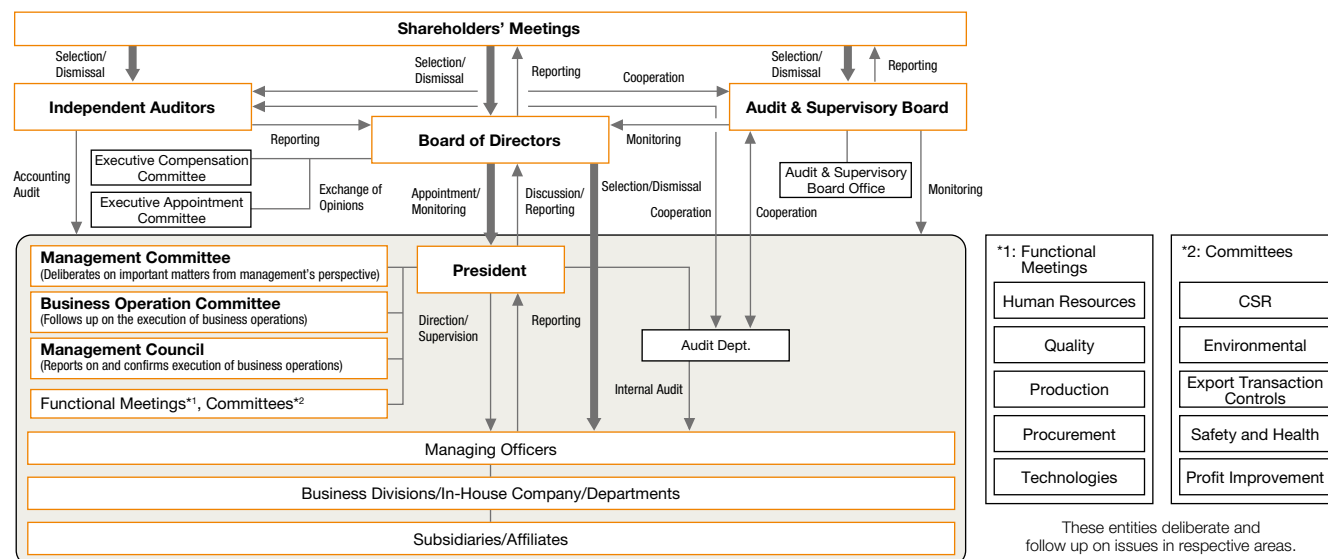 Shareholders' Meetings
Selection/
Dismissal
Selection/
Dismissal
Reporting
Cooperation
Selection/
Dismissal
Reporting
Independent Auditors
Audit & Supervisory Board
Reporting
Board of Directors
Monitoring
Accounting
Audit
Executive Compensation
Committee
Executive Appointment
Committee
Exchange of
Opinions
Appointment/
Monitoring
Discussion/
Reporting
Selection/Dismissal
Cooperation
Cooperation
Audit & Supervisory
Board Office
Monitoring
Management Committee
(Deliberates on important matters from management's perspective)
President
Business Operation Committee
(Follows up on the execution of business operations)
Direction/
Supervision
Reporting
Management Council
(Reports on and confirms execution of business operations)
Audit Dept.
Internal Audit
Functional Meetings*1, Committees*2
Managing Officers
Business Divisions/In-House Company/Departments
Subsidiaries/Affiliates
*1: Functional
Meetings
Human Resources
Quality
Production
Procurement
Technologies
*2: Committees
CSR
Environmental
Export Transaction
Controls
Safety and Health
Profit Improvement
These entities deliberate and
follow up on issues in respective areas.